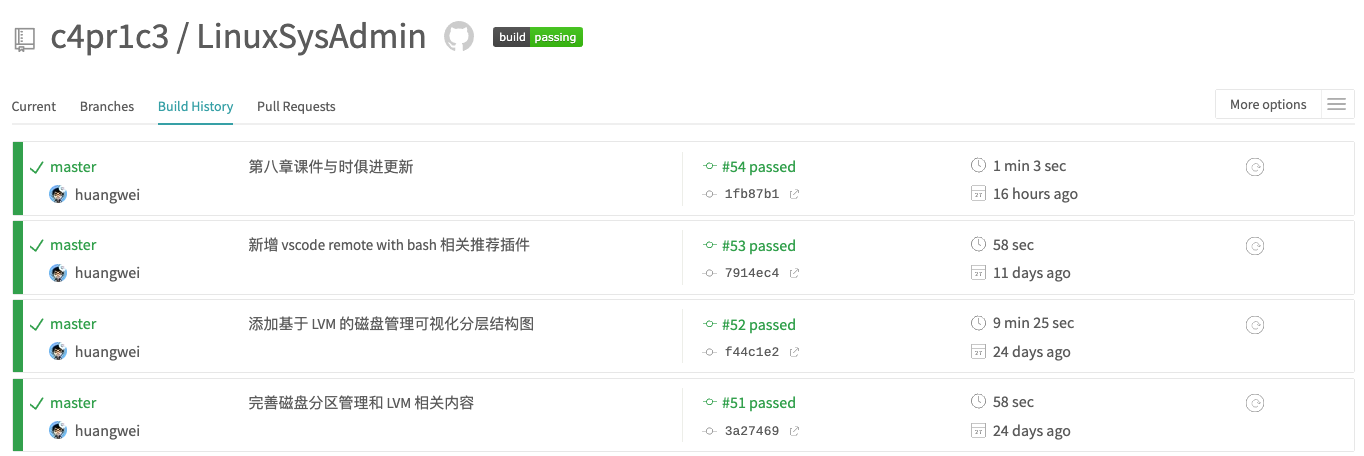 c4pr1c3 / LinuxSysAdmin build passing
Current Branches Build History Pull Requests More options
master 第八章课件与时俱进更新 #54 passed 1 min 3 sec
huangwei 1fb87b1 16 hours ago
master 新增 vscode remote with bash 相关推荐插件 #53 passed 58 sec
huangwei 7914ec4 11 days ago
master 添加基于 LVM 的磁盘管理可视化分层结构图 #52 passed 9 min 25 sec
huangwei f44c1e2 24 days ago
master 完善磁盘分区管理和 LVM 相关内容 #51 passed 58 sec
huangwei 3a27469 24 days ago